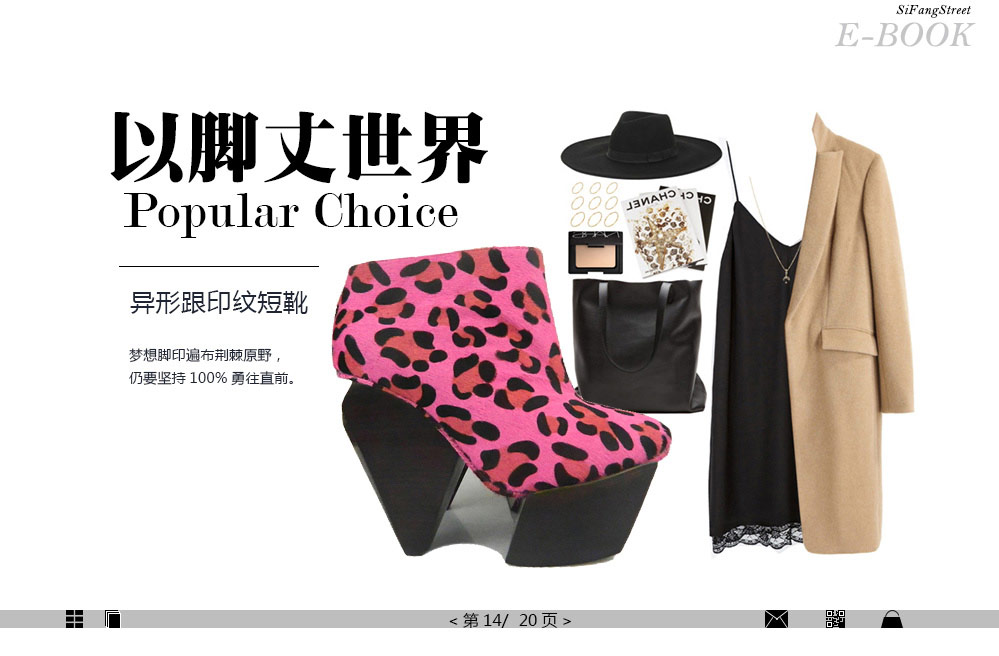 SiFangStreet
E-BOOK
以脚丈世界
Popular Choice
异形跟印纹短靴
梦想脚印遍布荆棘原野，
仍要坚持 100% 勇往直前。
CHANEL
CH
NARS
< 第 14/ 20 页 >